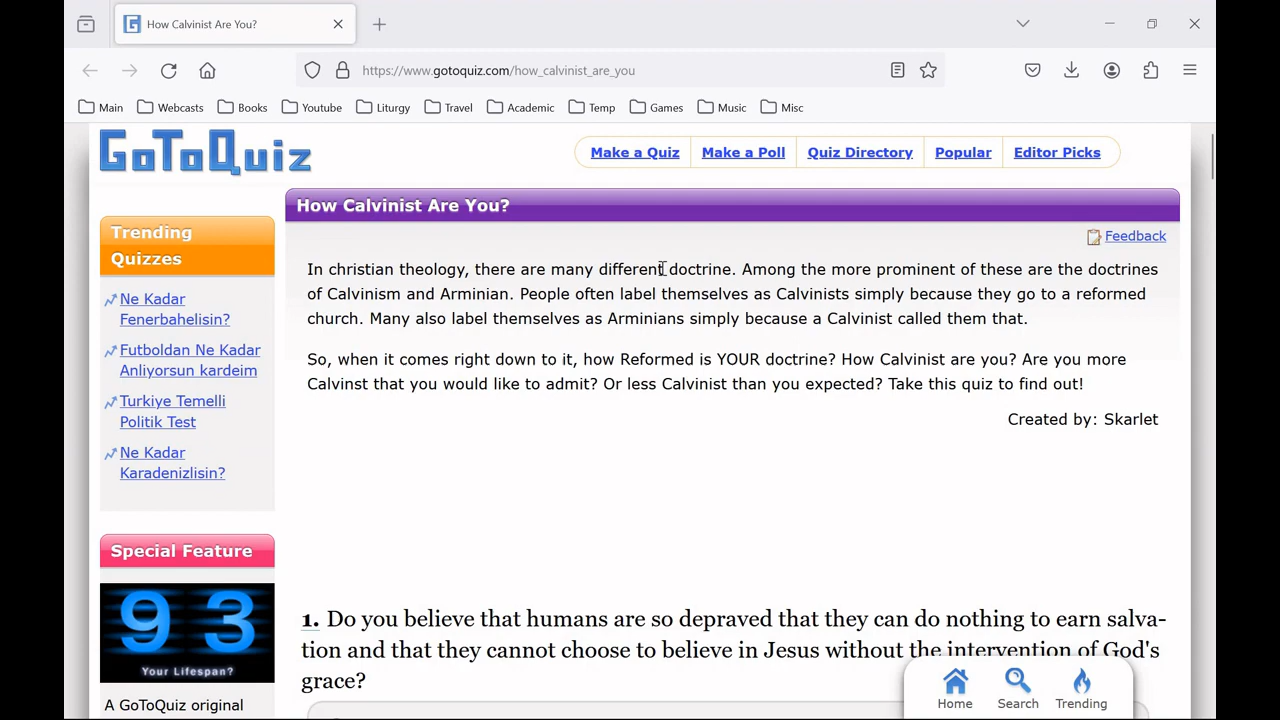 How Calvinist Are You?
https://www.gotoquiz.com/how_calvinist_are_you
Main
Webcasts
Books
Youtube
Liturgy
Travel
Academic
Temp
Games
Music
Misc
GoToQuiz
Make a Quiz
Make a Poll
Quiz Directory
Popular
Editor Picks
How Calvinist Are You?
Feedback
In christian theology, there are many different doctrine. Among the more prominent of these are the doctrines
of Calvinism and Arminian. People often label themselves as Calvinists simply because they go to a reformed
church. Many also label themselves as Arminians simply because a Calvinist called them that.
So, when it comes right down to it, how Reformed is YOUR doctrine? How Calvinist are you? Are you more
Calvinst that you would like to admit? Or less Calvinist than you expected? Take this quiz to find out!
Created by: Skarlet
Trending
Quizzes
Ne Kadar
Fenerbahelisin?
Futboldan Ne Kadar
Anliyorsun kardeim
Turkiye Temelli
Politik Test
Ne Kadar
Karadenizlisin?
Special Feature
93
Your Lifespan?
A GoToQuiz original
1. Do you believe that humans are so depraved that they can do nothing to earn salva-
tion and that they cannot choose to believe in Jesus without the intervention of God's
grace?
Home
Search
Trending